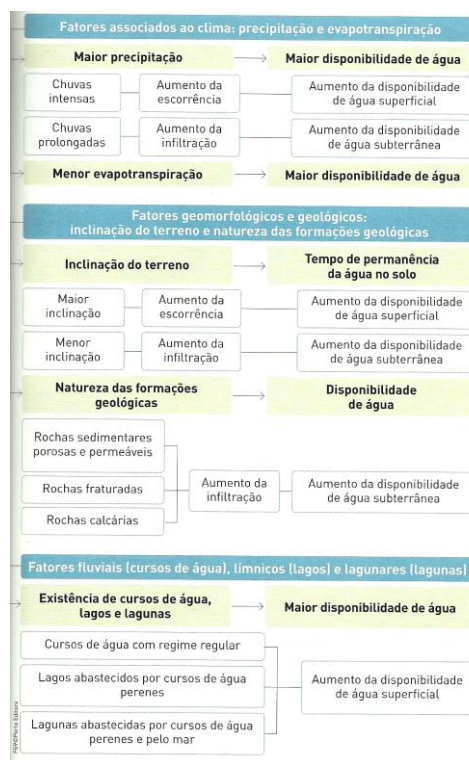 Fatores associados ao clima: precipitação e evapotranspiração
Maior precipitação
Maior disponibilidade de água
Chuvas
intensas
Aumento da
escorrência
Aumento da disponibilidade
de água superficial
Chuvas
prolongadas
Aumento da
infiltração
Aumento da disponibilidade
de água subterrânea
Menor evapotranspiração
Maior disponibilidade de água
Fatores geomorfológicos e geológicos:
inclinação do terreno e natureza das formações geológicas
Inclinação do terreno
Tempo de permanência
da água no solo
Maior
inclinação
Aumento da
escorrência
Aumento da disponibilidade
de água superficial
Menor
inclinação
Aumento da
infiltração
Aumento da disponibilidade
de água subterrânea
Natureza das formações
geológicas
Disponibilidade
de água
Rochas sedimentares
porosas e permeáveis
Rochas fraturadas
Rochas calcárias
Aumento da
infiltração
Aumento da disponibilidade
de água subterrânea
Fatores fluviais (cursos de água), límnicos (lagos) e lagunares (lagunas)
Existência de cursos de água,
lagos e lagunas
Maior disponibilidade de água
Cursos de água com regime regular
Lagos abastecidos por cursos de água
perenes
Lagunas abastecidas por cursos de água
perenes e pelo mar
Aumento da disponibilidade
de água superficial
Porto Editora